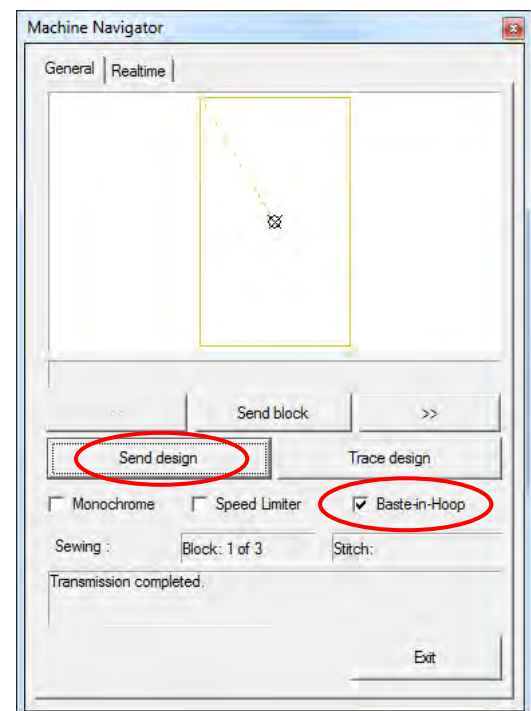 Machine Navigator
General Realtime
<< Send block >>
Send design Trace design
Monochrome Speed Limiter Baste-in-Hoop
Sewing : Block: 1 of 3 Stitch:
Transmission completed.
Exit